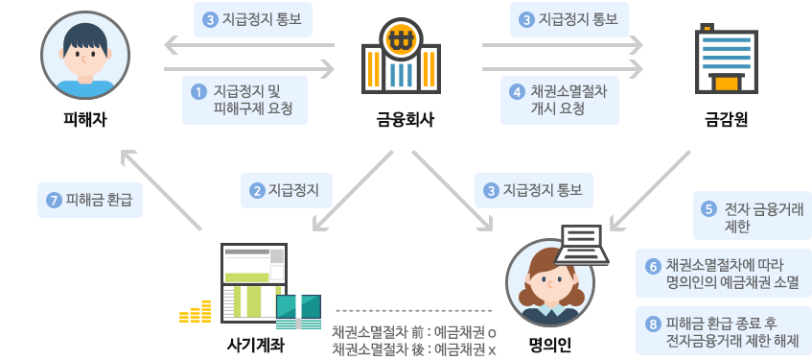 3 지급정지 통보
3 지급정지 통보
1 지급정지 및
피해구제 요청
4 채권소멸절차
개시 요청
피해자
금융회사
금감원
7 피해금 환급
2 지급정지
3 지급정지 통보
5 전자 금융거래
제한
6 채권소멸절차에 따라
명의인의 예금채권 소멸
8 피해금 환급 종료 후
전자금융거래 제한 해제
채권소멸절차 前 : 예금채권 o
채권소멸절차 後 : 예금채권 x
사기계좌
명의인